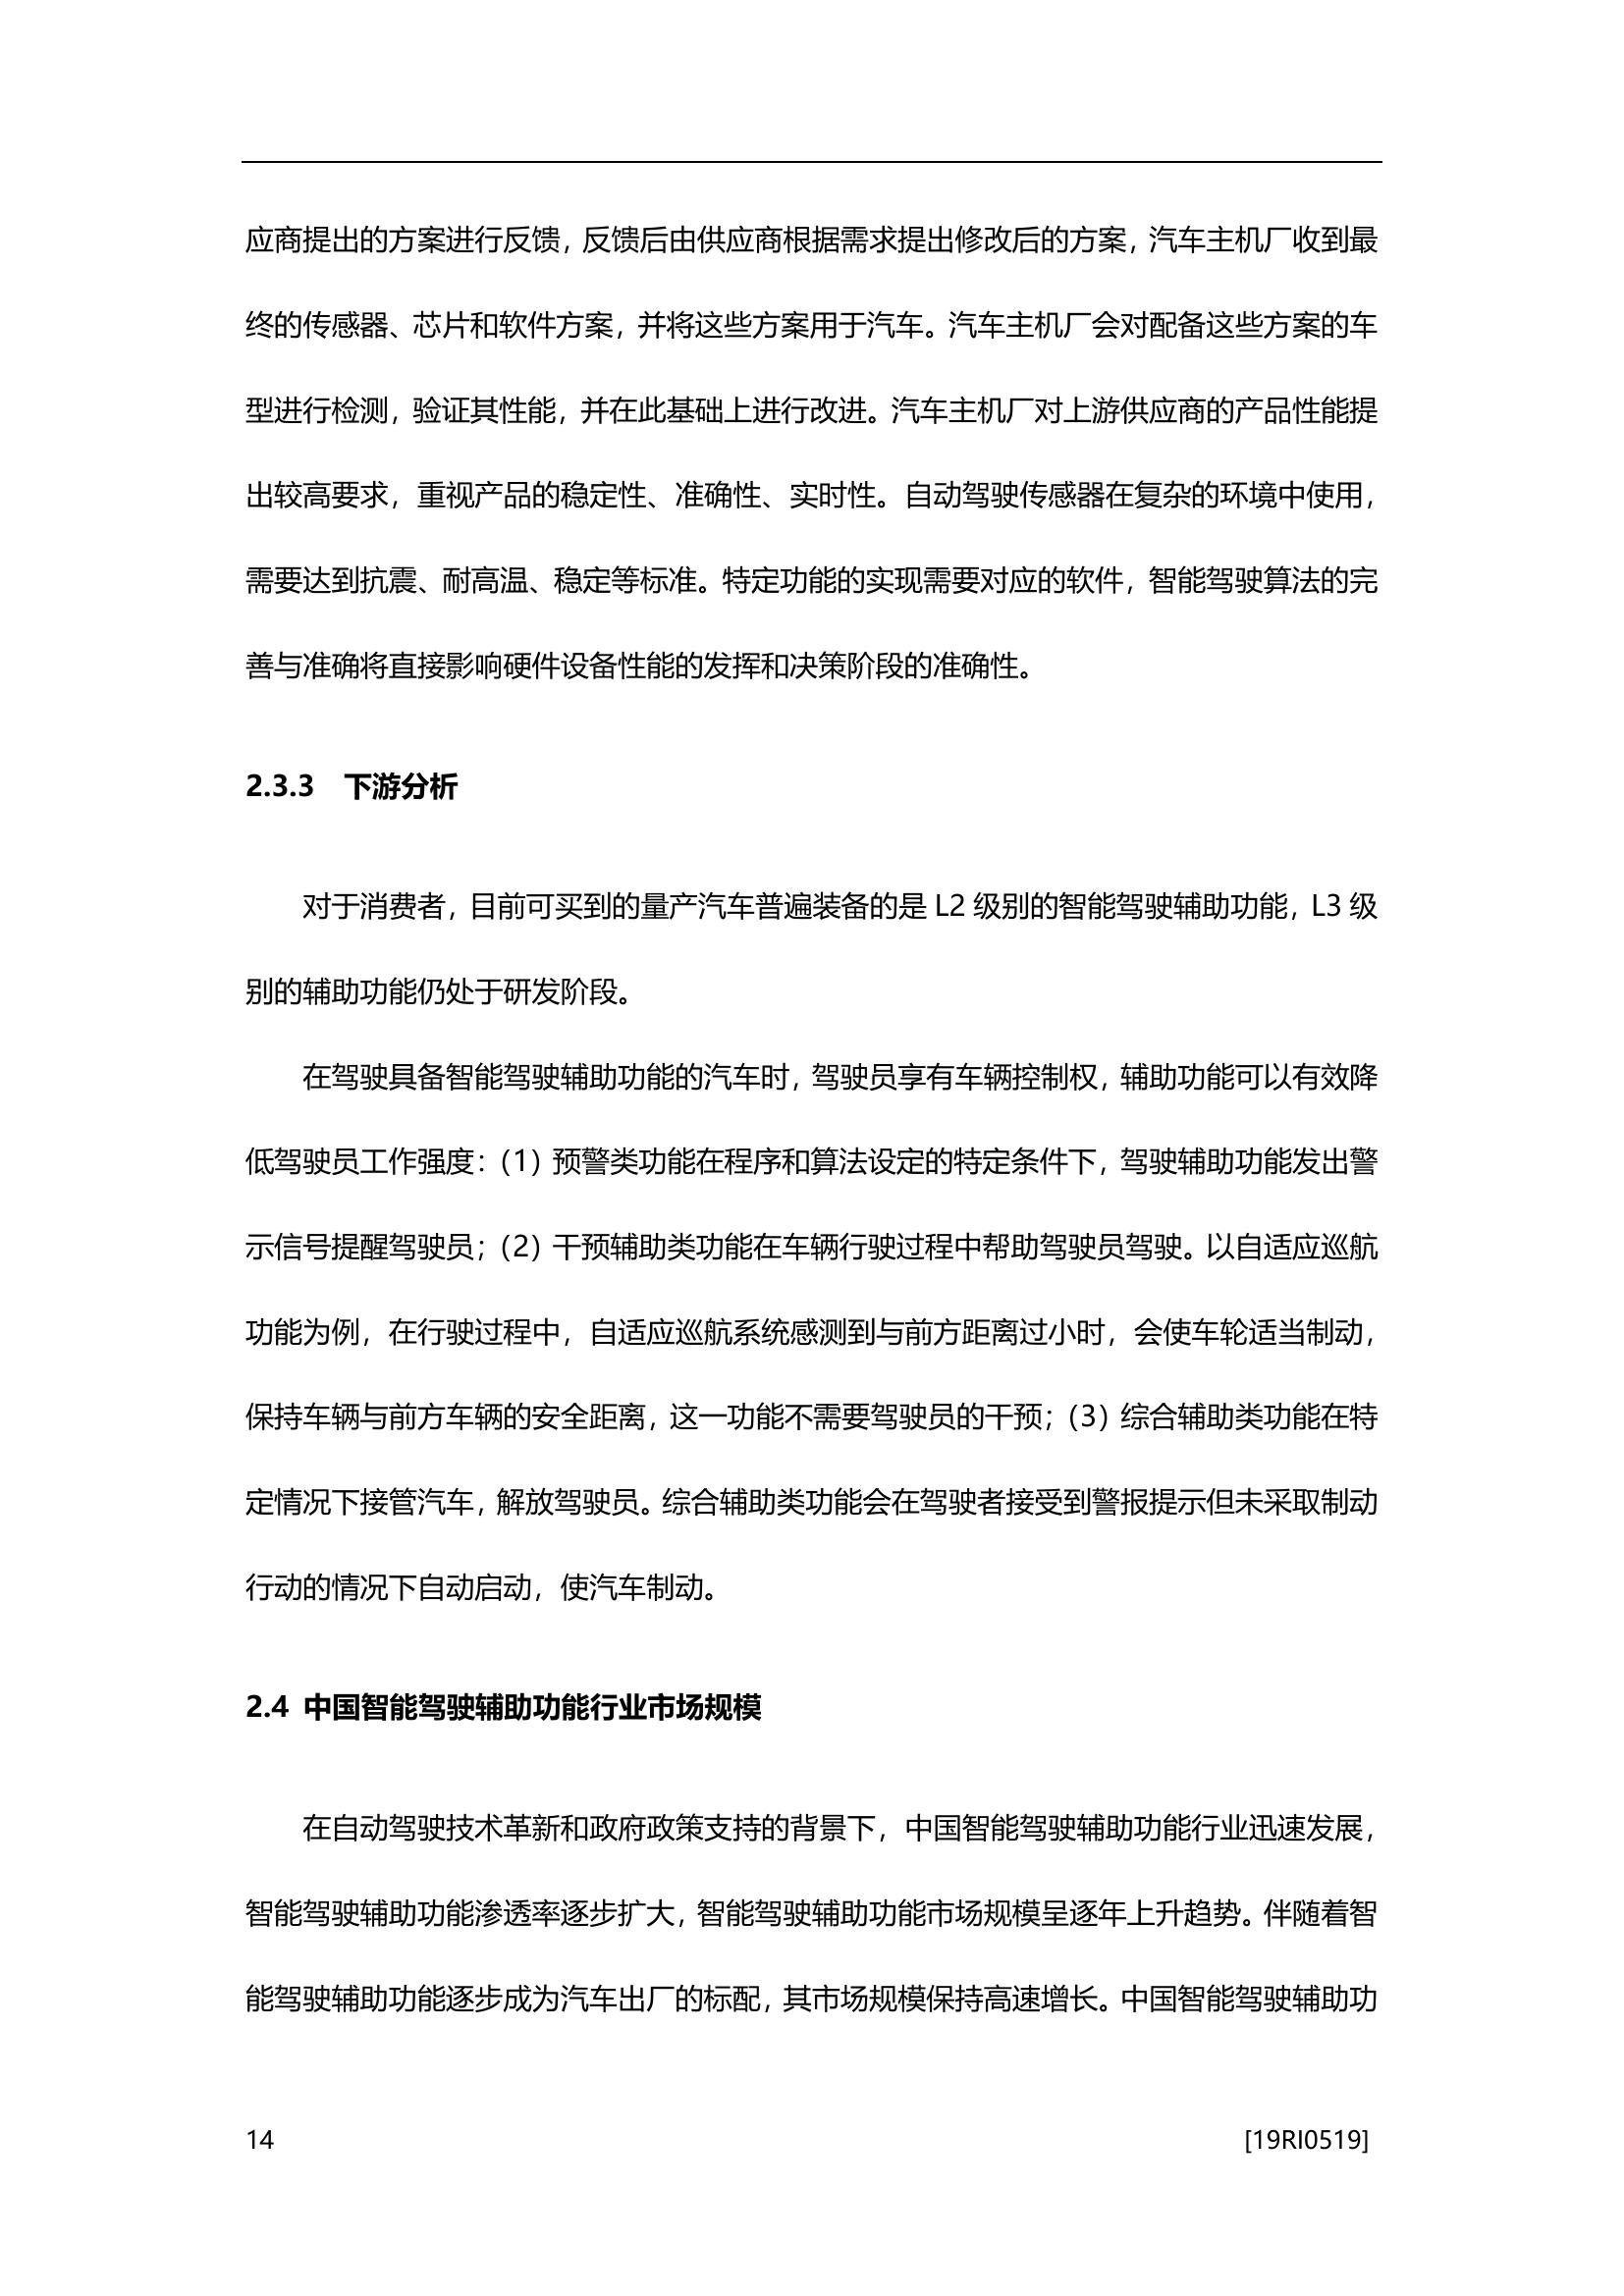 应商提出的方案进行反馈，反馈后由供应商根据需求提出修改后的方案，汽车主机厂收到最
终的传感器、芯片和软件方案，并将这些方案用于汽车。汽车主机厂会对配备这些方案的车
型进行检测，验证其性能，并在此基础上进行改进。汽车主机厂对上游供应商的产品性能提
出较高要求，重视产品的稳定性、准确性、实时性。自动驾驶传感器在复杂的环境中使用，
需要达到抗震、耐高温、稳定等标准。特定功能的实现需要对应的软件，智能驾驶算法的完
善与准确将直接影响硬件设备性能的发挥和决策阶段的准确性。
2.3.3 下游分析
对于消费者，目前可买到的量产汽车普遍装备的是 L2 级别的智能驾驶辅助功能，L3 级
别的辅助功能仍处于研发阶段。
在驾驶具备智能驾驶辅助功能的汽车时，驾驶员享有车辆控制权，辅助功能可以有效降
低驾驶员工作强度：（1）预警类功能在程序和算法设定的特定条件下，驾驶辅助功能发出警
示信号提醒驾驶员；（2）干预辅助类功能在车辆行驶过程中帮助驾驶员驾驶。以自适应巡航
功能为例，在行驶过程中，自适应巡航系统感测到与前方距离过小时，会使车轮适当制动，
保持车辆与前方车辆的安全距离，这一功能不需要驾驶员的干预；（3）综合辅助类功能在特
定情况下接管汽车，解放驾驶员。综合辅助类功能会在驾驶者接受到警报提示但未采取制动
行动的情况下自动启动，使汽车制动。
2.4 中国智能驾驶辅助功能行业市场规模
在自动驾驶技术革新和政府政策支持的背景下，中国智能驾驶辅助功能行业迅速发展，
智能驾驶辅助功能渗透率逐步扩大，智能驾驶辅助功能市场规模呈逐年上升趋势。伴随着智
能驾驶辅助功能逐步成为汽车出厂的标配，其市场规模保持高速增长。中国智能驾驶辅助功
14 [19RI0519]